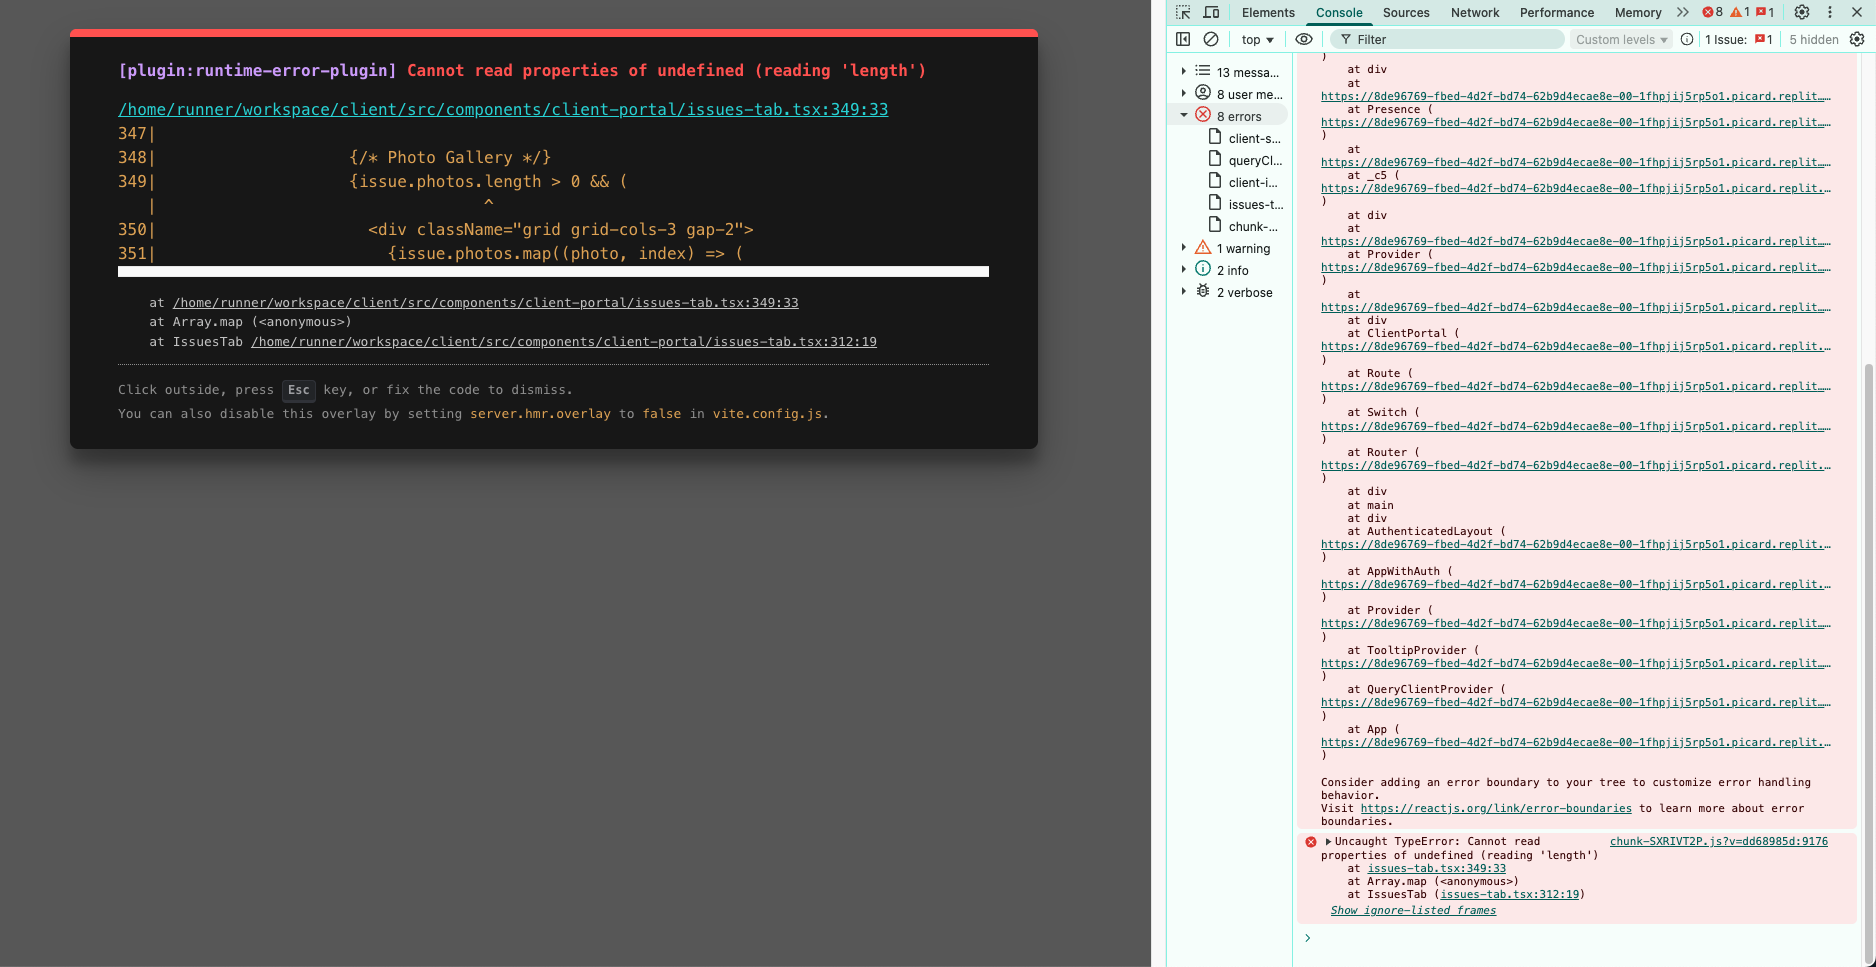 [plugin:runtime-error-plugin] Cannot read properties of undefined (reading 'length')
/home/runner/workspace/client/src/components/client-portal/issues-tab.tsx:349:33
347|
348|                    {/* Photo Gallery */}
349|                    {issue.photos.length > 0 && (
   |                                  ^
350|                      <div className="grid grid-cols-3 gap-2">
351|                        {issue.photos.map((photo, index) => (
at /home/runner/workspace/client/src/components/client-portal/issues-tab.tsx:349:33
at Array.map (<anonymous>)
at IssuesTab /home/runner/workspace/client/src/components/client-portal/issues-tab.tsx:312:19
Click outside, press Esc key, or fix the code to dismiss.
You can also disable this overlay by setting server.hmr.overlay to false in vite.config.js.
Elements Console Sources Network Performance Memory 8 1 1
top Filter Custom levels 1 Issue: 1 5 hidden
13 messa...
8 user me...
8 errors
client-s...
queryCl...
client-i...
issues-t...
chunk-...
1 warning
2 info
2 verbose
)
at div
at
https://8de96769-fbed-4d2f-bd74-62b9d4ecae8e-00-1fhpjij5rp5o1.picard.replit.…
at Presence (
https://8de96769-fbed-4d2f-bd74-62b9d4ecae8e-00-1fhpjij5rp5o1.picard.replit.…
)
at
https://8de96769-fbed-4d2f-bd74-62b9d4ecae8e-00-1fhpjij5rp5o1.picard.replit.…
at _c5 (
https://8de96769-fbed-4d2f-bd74-62b9d4ecae8e-00-1fhpjij5rp5o1.picard.replit.…
)
at div
at
https://8de96769-fbed-4d2f-bd74-62b9d4ecae8e-00-1fhpjij5rp5o1.picard.replit.…
at Provider (
https://8de96769-fbed-4d2f-bd74-62b9d4ecae8e-00-1fhpjij5rp5o1.picard.replit.…
)
at
https://8de96769-fbed-4d2f-bd74-62b9d4ecae8e-00-1fhpjij5rp5o1.picard.replit.…
at div
at ClientPortal (
https://8de96769-fbed-4d2f-bd74-62b9d4ecae8e-00-1fhpjij5rp5o1.picard.replit.…
)
at Route (
https://8de96769-fbed-4d2f-bd74-62b9d4ecae8e-00-1fhpjij5rp5o1.picard.replit.…
)
at Switch (
https://8de96769-fbed-4d2f-bd74-62b9d4ecae8e-00-1fhpjij5rp5o1.picard.replit.…
)
at Router (
https://8de96769-fbed-4d2f-bd74-62b9d4ecae8e-00-1fhpjij5rp5o1.picard.replit.…
)
at div
at main
at div
at AuthenticatedLayout (
https://8de96769-fbed-4d2f-bd74-62b9d4ecae8e-00-1fhpjij5rp5o1.picard.replit.…
)
at AppWithAuth (
https://8de96769-fbed-4d2f-bd74-62b9d4ecae8e-00-1fhpjij5rp5o1.picard.replit.…
)
at Provider (
https://8de96769-fbed-4d2f-bd74-62b9d4ecae8e-00-1fhpjij5rp5o1.picard.replit.…
)
at TooltipProvider (
https://8de96769-fbed-4d2f-bd74-62b9d4ecae8e-00-1fhpjij5rp5o1.picard.replit.…
)
at QueryClientProvider (
https://8de96769-fbed-4d2f-bd74-62b9d4ecae8e-00-1fhpjij5rp5o1.picard.replit.…
)
at App (
https://8de96769-fbed-4d2f-bd74-62b9d4ecae8e-00-1fhpjij5rp5o1.picard.replit.…
)
Consider adding an error boundary to your tree to customize error handling
behavior.
Visit https://reactjs.org/link/error-boundaries to learn more about error
boundaries.
Uncaught TypeError: Cannot read chunk-SXRIVT2P.js?v=dd68985d:9176
properties of undefined (reading 'length')
at issues-tab.tsx:349:33
at Array.map (<anonymous>)
at IssuesTab (issues-tab.tsx:312:19)
Show ignore-listed frames